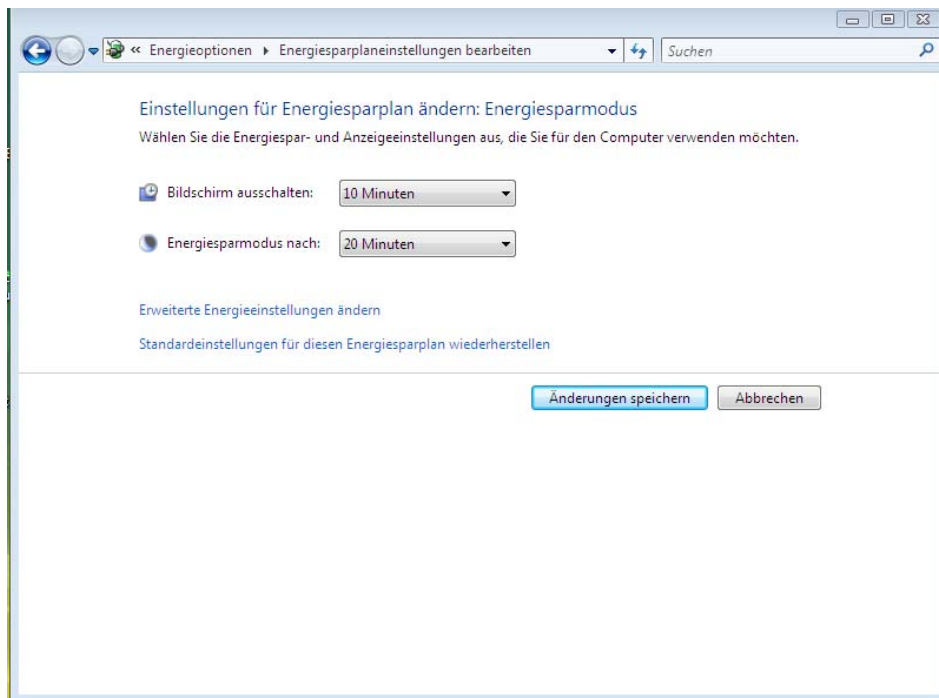 « Energieoptionen Energiesparplaneinstellungen bearbeiten Suchen
Einstellungen für Energiesparplan ändern: Energiesparmodus
Wählen Sie die Energiespar- und Anzeigeeinstellungen aus, die Sie für den Computer verwenden möchten.
Bildschirm ausschalten: 10 Minuten
Energiesparmodus nach: 20 Minuten
Erweiterte Energieeinstellungen ändern
Standardeinstellungen für diesen Energiesparplan wiederherstellen
Änderungen speichern Abbrechen